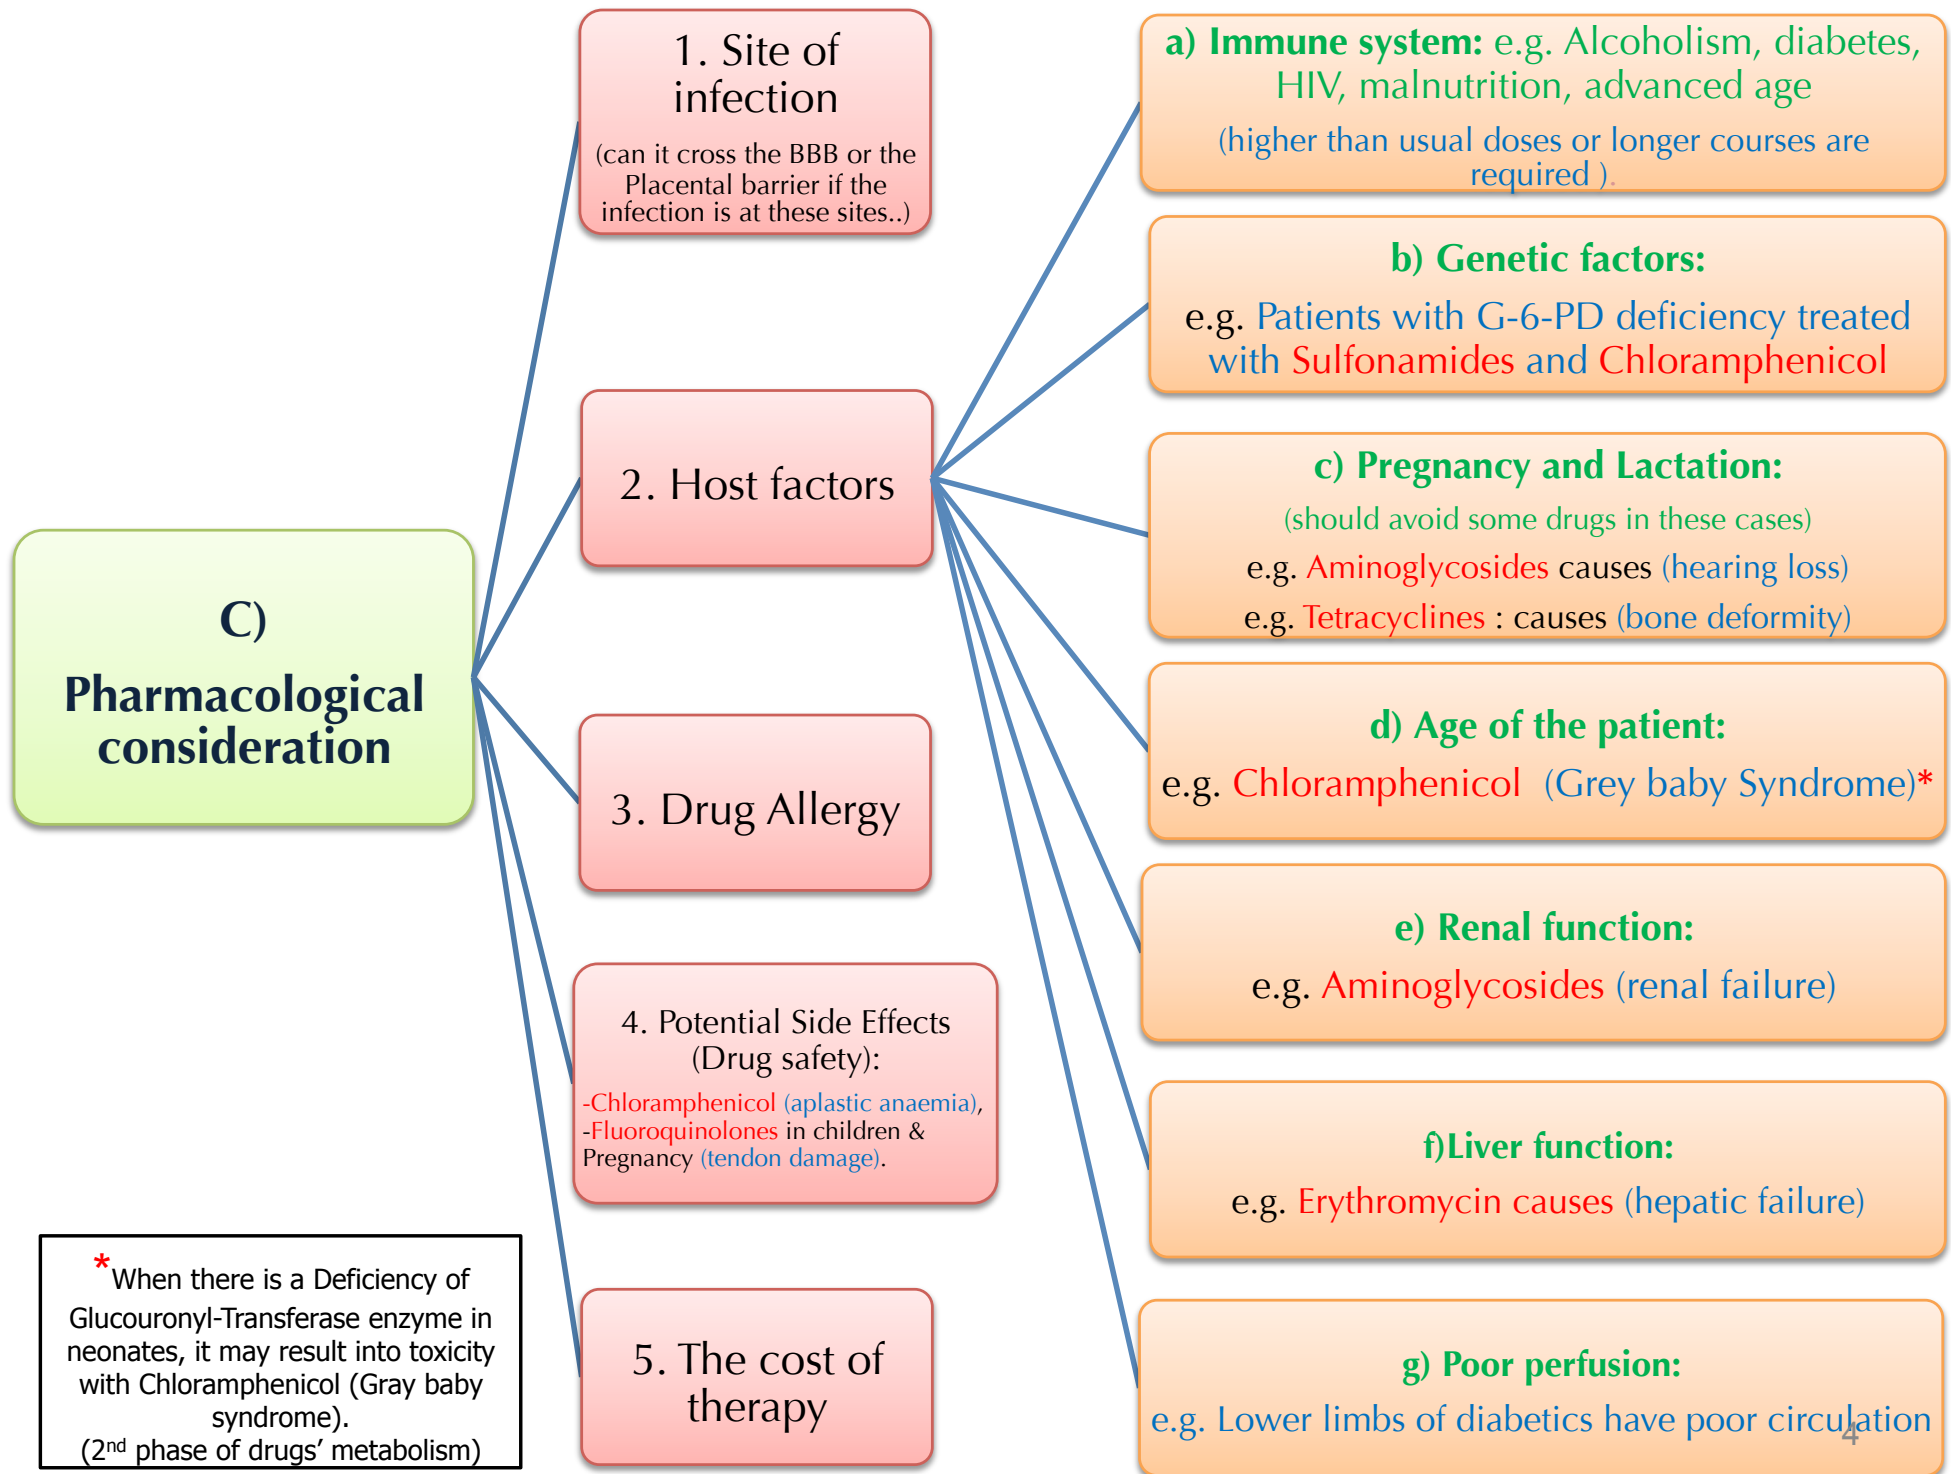 C)
Pharmacological
consideration
1. Site of
infection
(can it cross the BBB or the
Placental barrier if the
infection is at these sites..)
2. Host factors
3. Drug Allergy
4. Potential Side Effects
(Drug safety):
-Chloramphenicol (aplastic anaemia),
-Fluoroquinolones in children &
Pregnancy (tendon damage).
5. The cost of
therapy
a) Immune system: e.g. Alcoholism, diabetes,
HIV, malnutrition, advanced age
(higher than usual doses or longer courses are
required ).
b) Genetic factors:
e.g. Patients with G-6-PD deficiency treated
with Sulfonamides and Chloramphenicol
c) Pregnancy and Lactation:
(should avoid some drugs in these cases)
e.g. Aminoglycosides causes (hearing loss)
e.g. Tetracyclines : causes (bone deformity)
d) Age of the patient:
e.g. Chloramphenicol (Grey baby Syndrome)*
e) Renal function:
e.g. Aminoglycosides (renal failure)
f)Liver function:
e.g. Erythromycin causes (hepatic failure)
g) Poor perfusion:
e.g. Lower limbs of diabetics have poor circulation
4
*When there is a Deficiency of
Glucouronyl-Transferase enzyme in
neonates, it may result into toxicity
with Chloramphenicol (Gray baby
syndrome).
(2nd phase of drugs' metabolism)